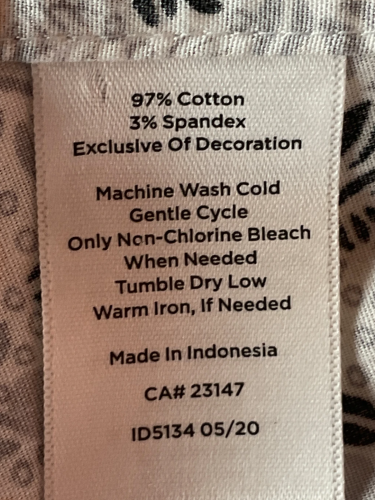 97% Cotton
3% Spandex
Exclusive Of Decoration
Machine Wash Cold
Gentle Cycle
Only Non-Chlorine Bleach
When Needed
Tumble Dry Low
Warm Iron, If Needed
Made In Indonesia
CA# 23147
ID5134 05/20